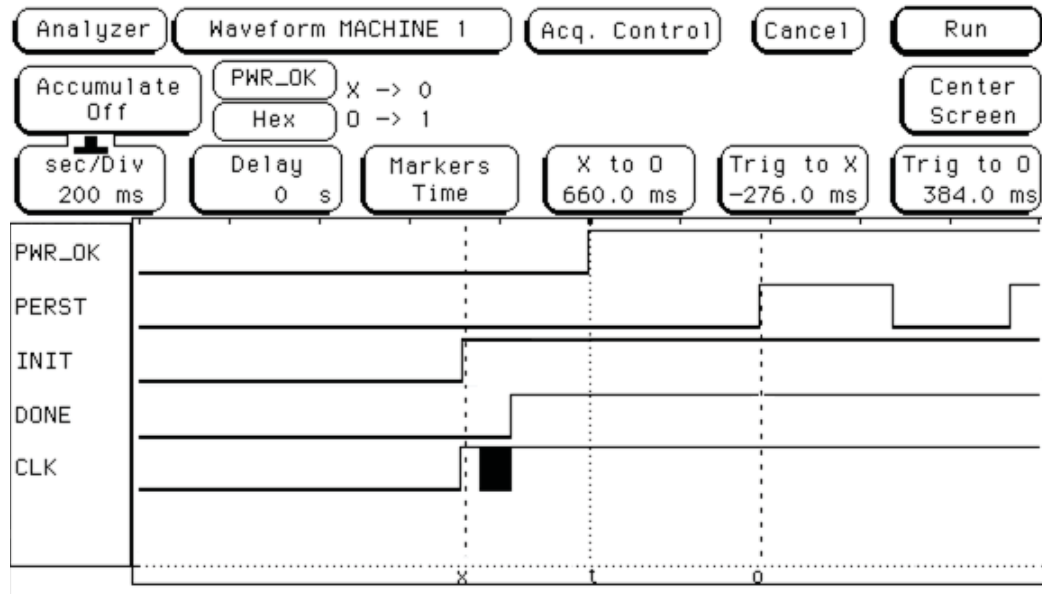 Analyzer Waveform MACHINE 1 Acq. Control Cancel Run
Accumulate Off
PWR_OK X -> 0
Hex O -> 1
Center Screen
sec/Div 200 ms
Delay 0 s
Markers Time
X to O 660.0 ms
Trig to X -276.0 ms
Trig to O 384.0 ms
PWR_OK
PERST
INIT
DONE
CLK
X t O